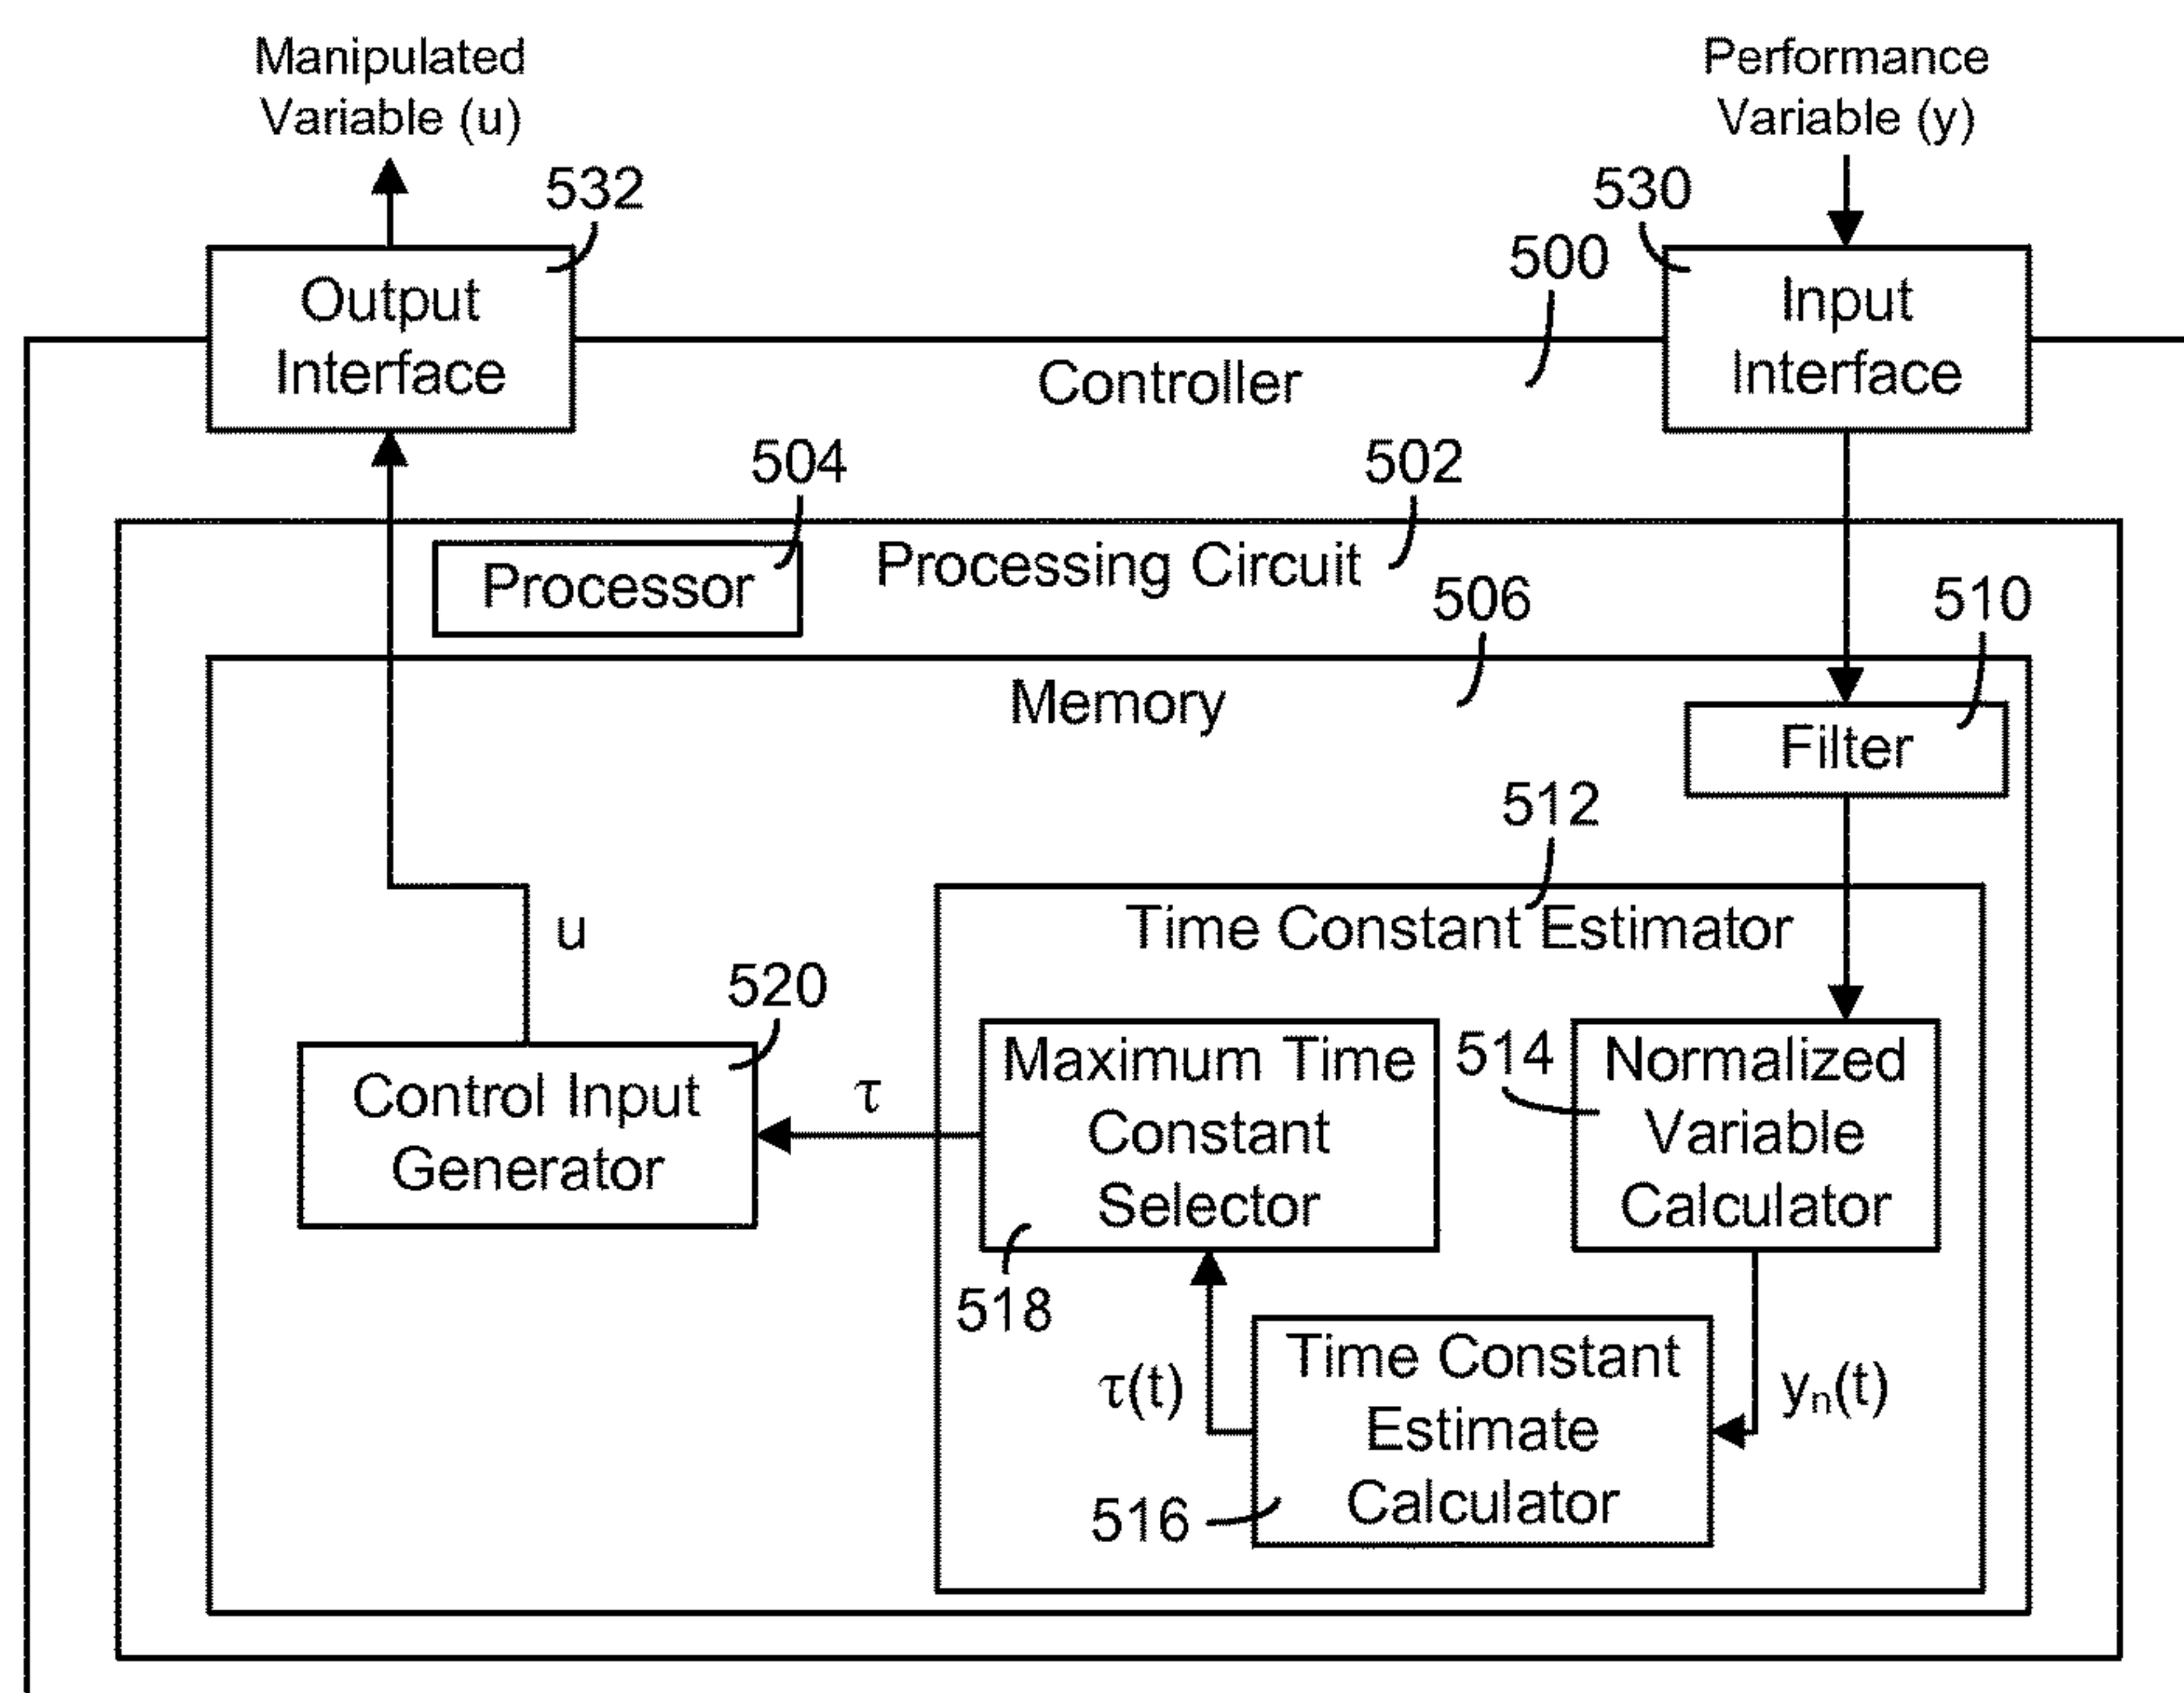 Manipulated
Variable (u)
Performance
Variable (y)
532
530
500
Output
Interface
Controller
Input
Interface
504
502
Processor
Processing Circuit
506
510
Memory
Filter
512
Time Constant Estimator
u
520
Control Input
Generator
τ
Maximum Time
Constant
Selector
514
Normalized
Variable
Calculator
518
Time Constant
Estimate
Calculator
τ(t)
yₙ(t)
516